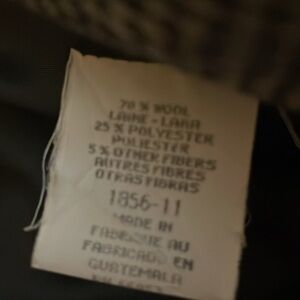 70 % WOOL
LAINE - LANA
25 % POLYESTER
POLIESTER
5 % OTHER FIBERS
AUTRES FIBRES
OTRAS FIBRAS
1856-11
MADE IN
FABRIQUE AU
FABRICADO EN
GUATEMALA